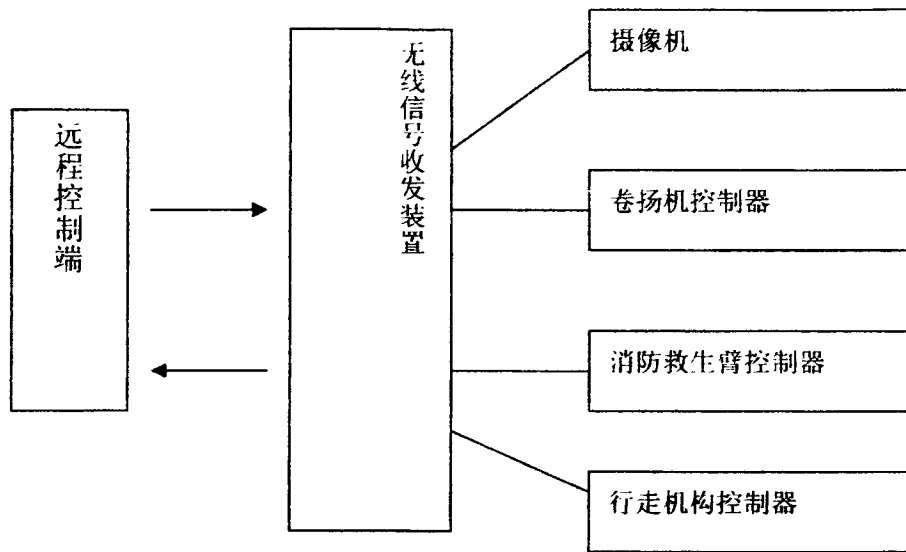 远程控制端
无线信号收发装置
摄像机
卷扬机控制器
消防救生臂控制器
行走机构控制器